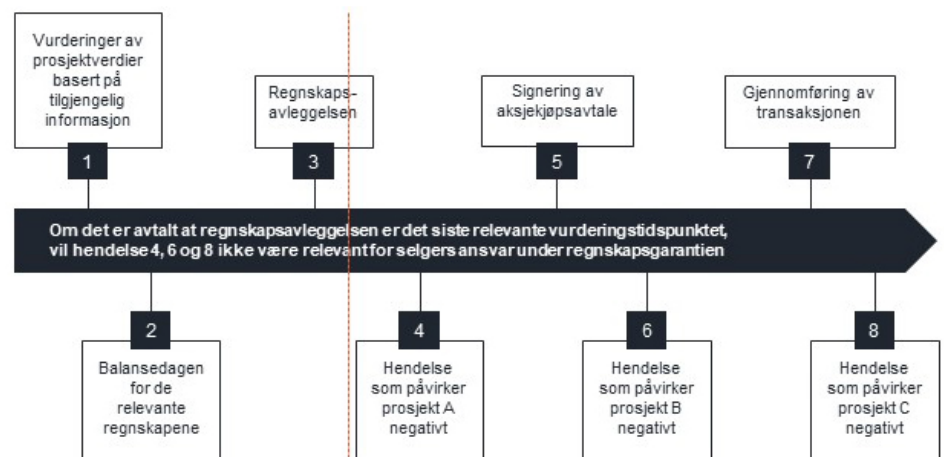 Vurderinger av
prosjektverdier
basert på
tilgjengelig
informasjon
1
Regnskaps-
avleggelsen
3
Signering av
aksjekjøpsavtale
5
Gjennomføring av
transaksjonen
7
Om det er avtalt at regnskapsavleggelsen er det siste relevante vurderingstidspunktet,
vil hendelse 4, 6 og 8 ikke være relevant for selgers ansvar under regnskapsgarantien
2
Balansedagen
for de
relevante
regnskapene
4
Hendelse
som påvirker
prosjekt A
negativt
6
Hendelse
som påvirker
prosjekt B
negativt
8
Hendelse
som påvirker
prosjekt C
negativt